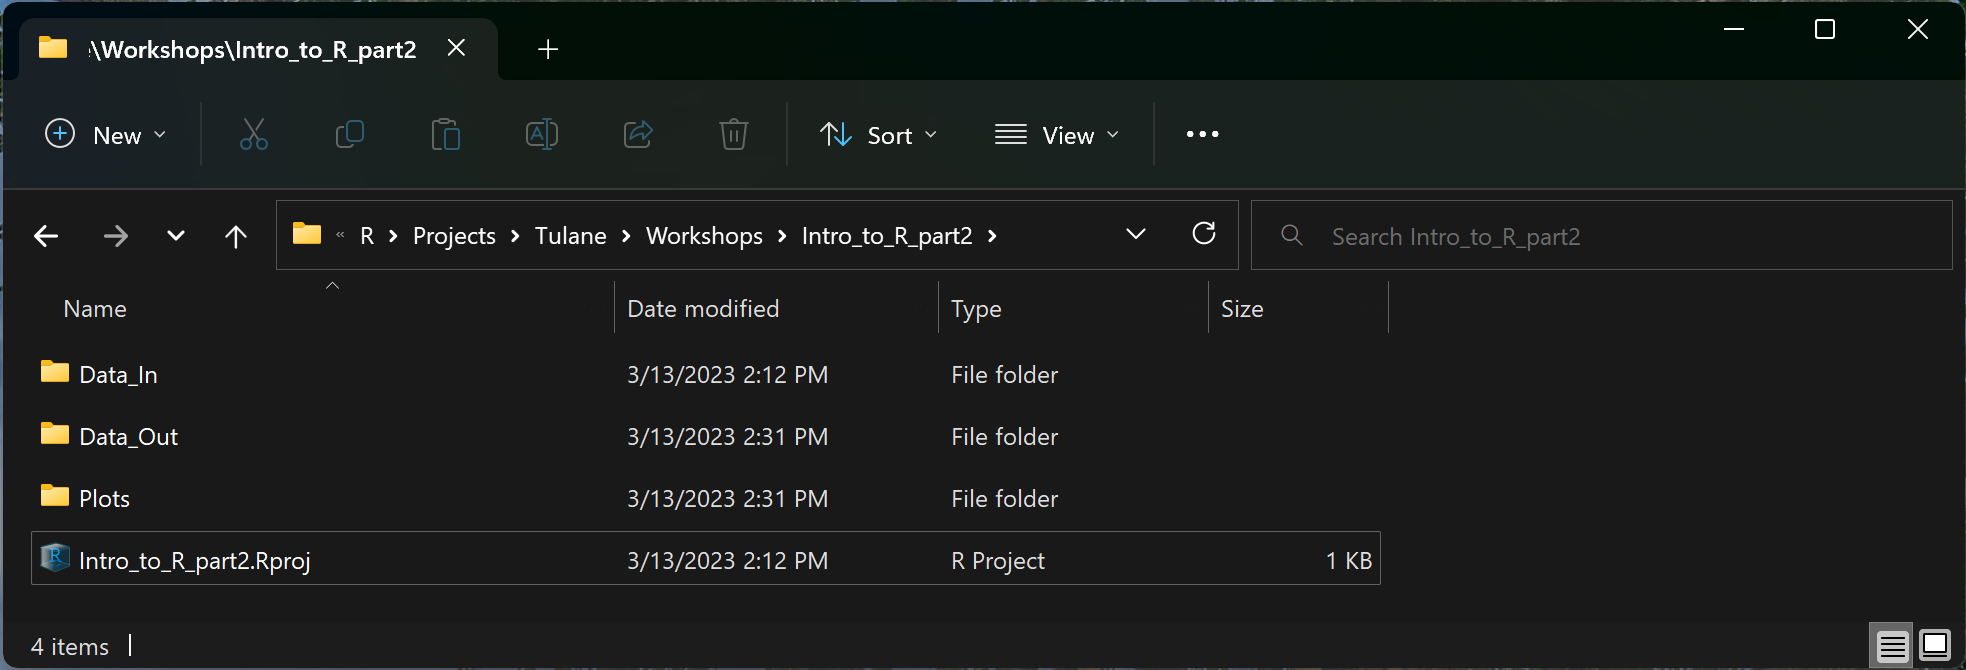 :\Workshops\Intro_to_R_part2
New Sort View
« R > Projects > Tulane > Workshops > Intro_to_R_part2 > Search Intro_to_R_part2
Name Date modified Type Size
Data_In 3/13/2023 2:12 PM File folder
Data_Out 3/13/2023 2:31 PM File folder
Plots 3/13/2023 2:31 PM File folder
Intro_to_R_part2.Rproj 3/13/2023 2:12 PM R Project 1 KB
4 items